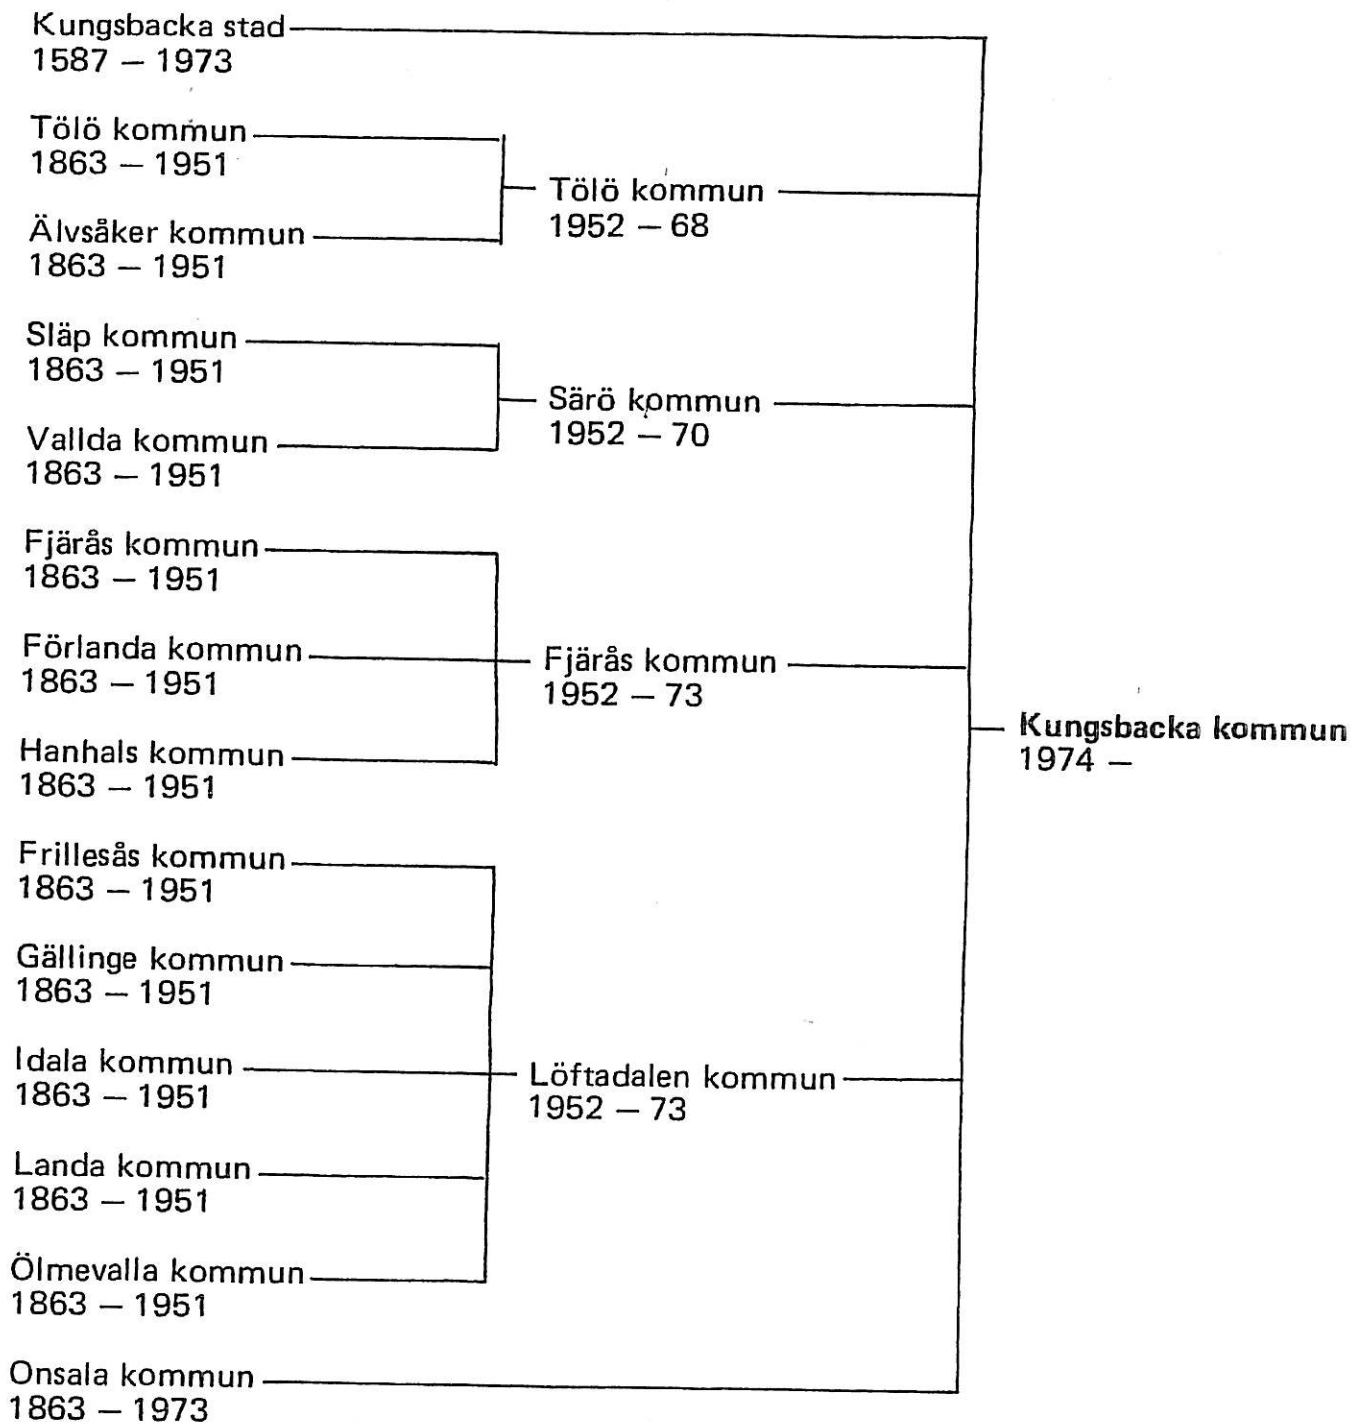 Kungsbacka stad
1587 – 1973
Tölö kommun
1863 – 1951
Älvsåker kommun
1863 – 1951
Tölö kommun
1952 – 68
Släp kommun
1863 – 1951
Vallda kommun
1863 – 1951
Särö kommun
1952 – 70
Fjärås kommun
1863 – 1951
Förlanda kommun
1863 – 1951
Hanhals kommun
1863 – 1951
Fjärås kommun
1952 – 73
Frillesås kommun
1863 – 1951
Gällinge kommun
1863 – 1951
Idala kommun
1863 – 1951
Landa kommun
1863 – 1951
Ölmevalla kommun
1863 – 1951
Löftadalen kommun
1952 – 73
Onsala kommun
1863 – 1973
Kungsbacka kommun
1974 –